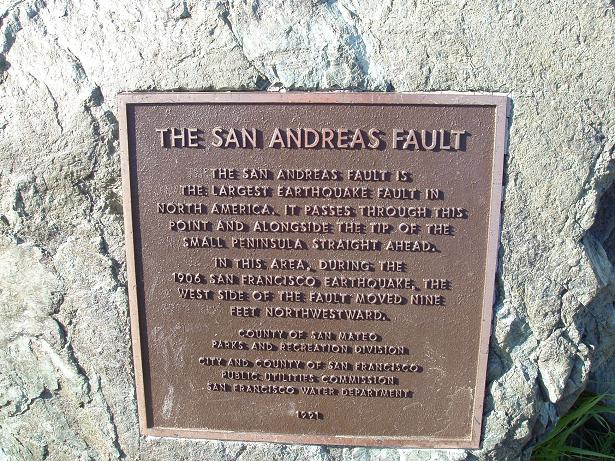 THE SAN ANDREAS FAULT
THE SAN ANDREAS FAULT IS
THE LARGEST EARTHQUAKE FAULT IN
NORTH AMERICA. IT PASSES THROUGH THIS
POINT AND ALONGSIDE THE TIP OF THE
SMALL PENINSULA STRAIGHT AHEAD.
IN THIS AREA, DURING THE
1906 SAN FRANCISCO EARTHQUAKE, THE
WEST SIDE OF THE FAULT MOVED NINE
FEET NORTHWESTWARD.
COUNTY OF SAN MATEO
PARKS AND RECREATION DIVISION
CITY AND COUNTY OF SAN FRANCISCO
PUBLIC UTILITIES COMMISSION
SAN FRANCISCO WATER DEPARTMENT
1991